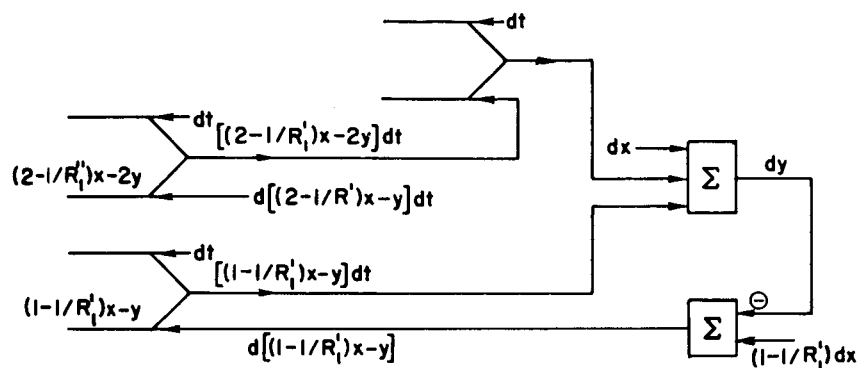 dt
dt
[(2-1/R'₁)x-2y]dt
(2-1/R''₁)x-2y
d[(2-1/R')x-y]dt
dx
Σ
dy
dt
[(1-1/R'₁)x-y]dt
(1-1/R'₁)x-y
d[(1-1/R'₁)x-y]
⊖
Σ
(1-1/R'₁)dx